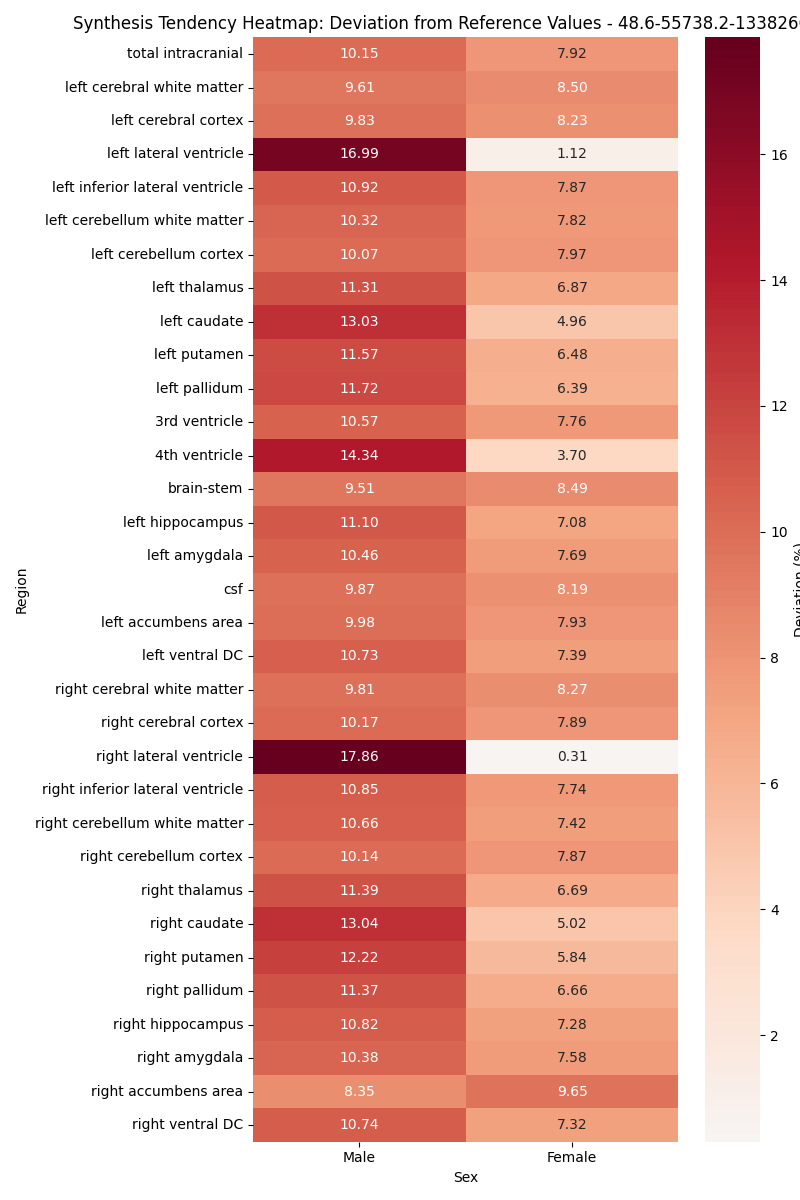 Synthesis Tendency Heatmap: Deviation from Reference Values - 48.6-55738.2-1338260
total intracranial 10.15 7.92
left cerebral white matter 9.61 8.50
left cerebral cortex 9.83 8.23
left lateral ventricle 16.99 1.12
left inferior lateral ventricle 10.92 7.87
left cerebellum white matter 10.32 7.82
left cerebellum cortex 10.07 7.97
left thalamus 11.31 6.87
left caudate 13.03 4.96
left putamen 11.57 6.48
left pallidum 11.72 6.39
3rd ventricle 10.57 7.76
4th ventricle 14.34 3.70
brain-stem 9.51 8.49
left hippocampus 11.10 7.08
left amygdala 10.46 7.69
csf 9.87 8.19
left accumbens area 9.98 7.93
left ventral DC 10.73 7.39
right cerebral white matter 9.81 8.27
right cerebral cortex 10.17 7.89
right lateral ventricle 17.86 0.31
right inferior lateral ventricle 10.85 7.74
right cerebellum white matter 10.66 7.42
right cerebellum cortex 10.14 7.87
right thalamus 11.39 6.69
right caudate 13.04 5.02
right putamen 12.22 5.84
right pallidum 11.37 6.66
right hippocampus 10.82 7.28
right amygdala 10.38 7.58
right accumbens area 8.35 9.65
right ventral DC 10.74 7.32
Male Female
Sex
Region
16
14
12
10
8
6
4
2
Deviation (%)